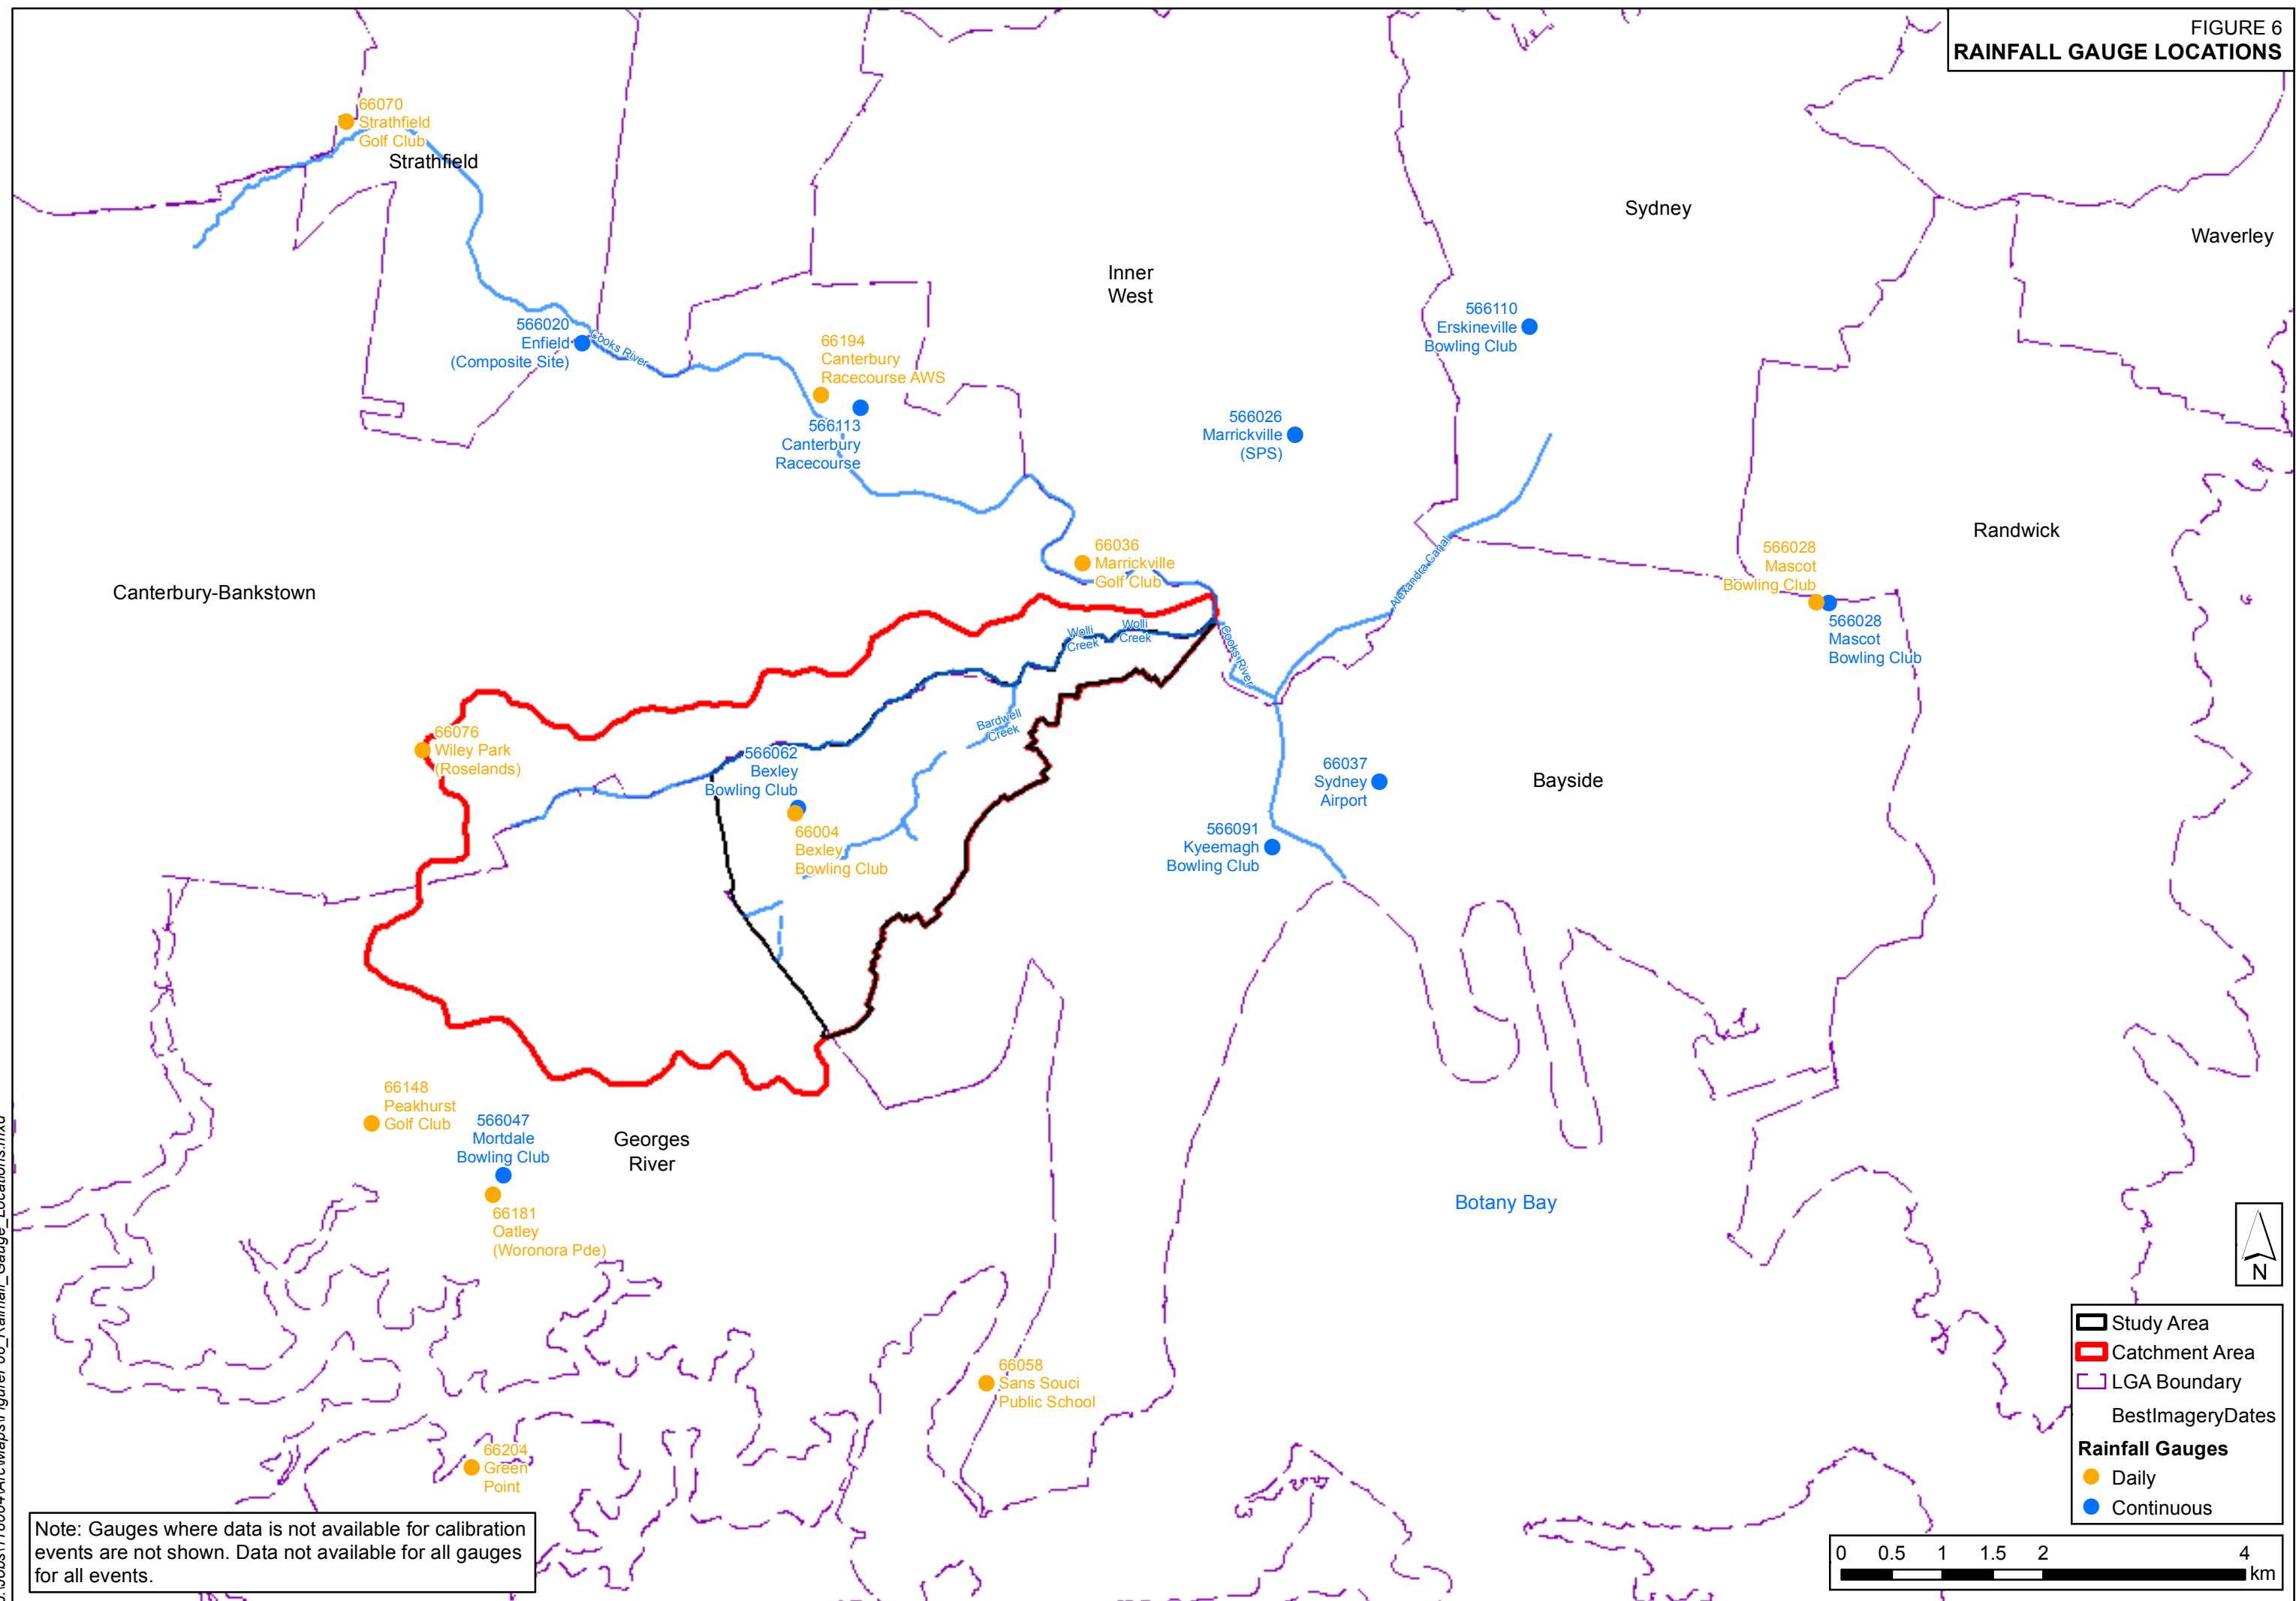 FIGURE 6
RAINFALL GAUGE LOCATIONS
66070
Strathfield
Golf Club
Strathfield
Sydney
Waverley
Inner
West
566020
Enfield
(Composite Site)
Cooks River
66194
Canterbury
Racecourse AWS
566113
Canterbury
Racecourse
566110
Erskineville
Bowling Club
566026
Marrickville
(SPS)
Randwick
66036
Marrickville
Golf Club
Alexandra Canal
566028
Mascot
Bowling Club
566028
Mascot
Bowling Club
Canterbury-Bankstown
Wolli
Creek
Wolli
Creek
Cooks River
Bardwell
Creek
66076
Wiley Park
(Roselands)
566062
Bexley
Bowling Club
66004
Bexley
Bowling Club
66037
Sydney
Airport
Bayside
566091
Kyeemagh
Bowling Club
66148
Peakhurst
Golf Club
566047
Mortdale
Bowling Club
Georges
River
66181
Oatley
(Woronora Pde)
Botany Bay
66058
Sans Souci
Public School
66204
Green
Point
N
Study Area
Catchment Area
LGA Boundary
BestImageryDates
Rainfall Gauges
Daily
Continuous
Note: Gauges where data is not available for calibration
events are not shown. Data not available for all gauges
for all events.
0 0.5 1 1.5 2 4
km